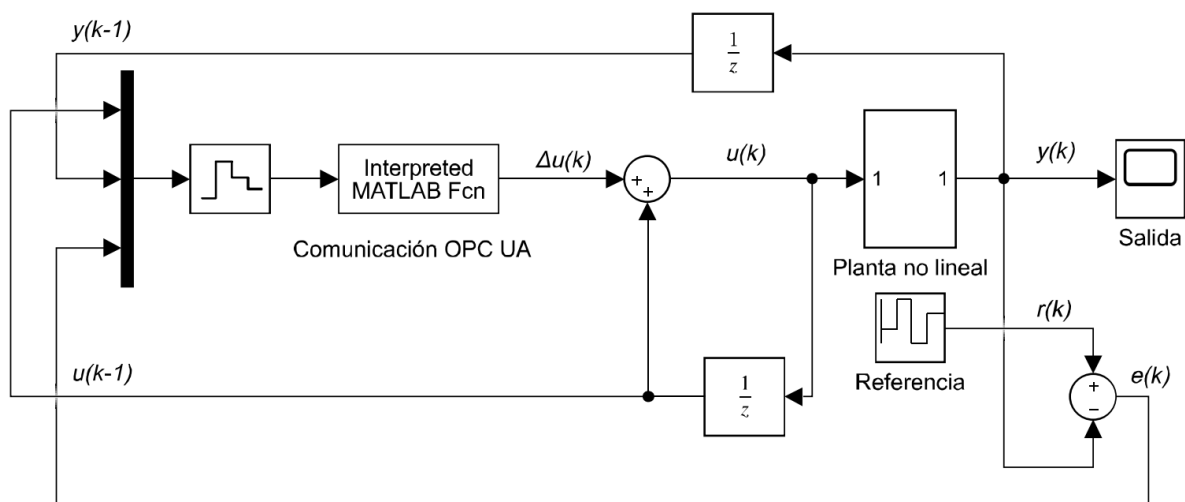 y(k-1)
1
z
Interpreted
MATLAB Fcn
Comunicación OPC UA
Δu(k)
+
+
u(k)
1
1
Planta no lineal
y(k)
Salida
r(k)
Referencia
+
−
e(k)
u(k-1)
1
z